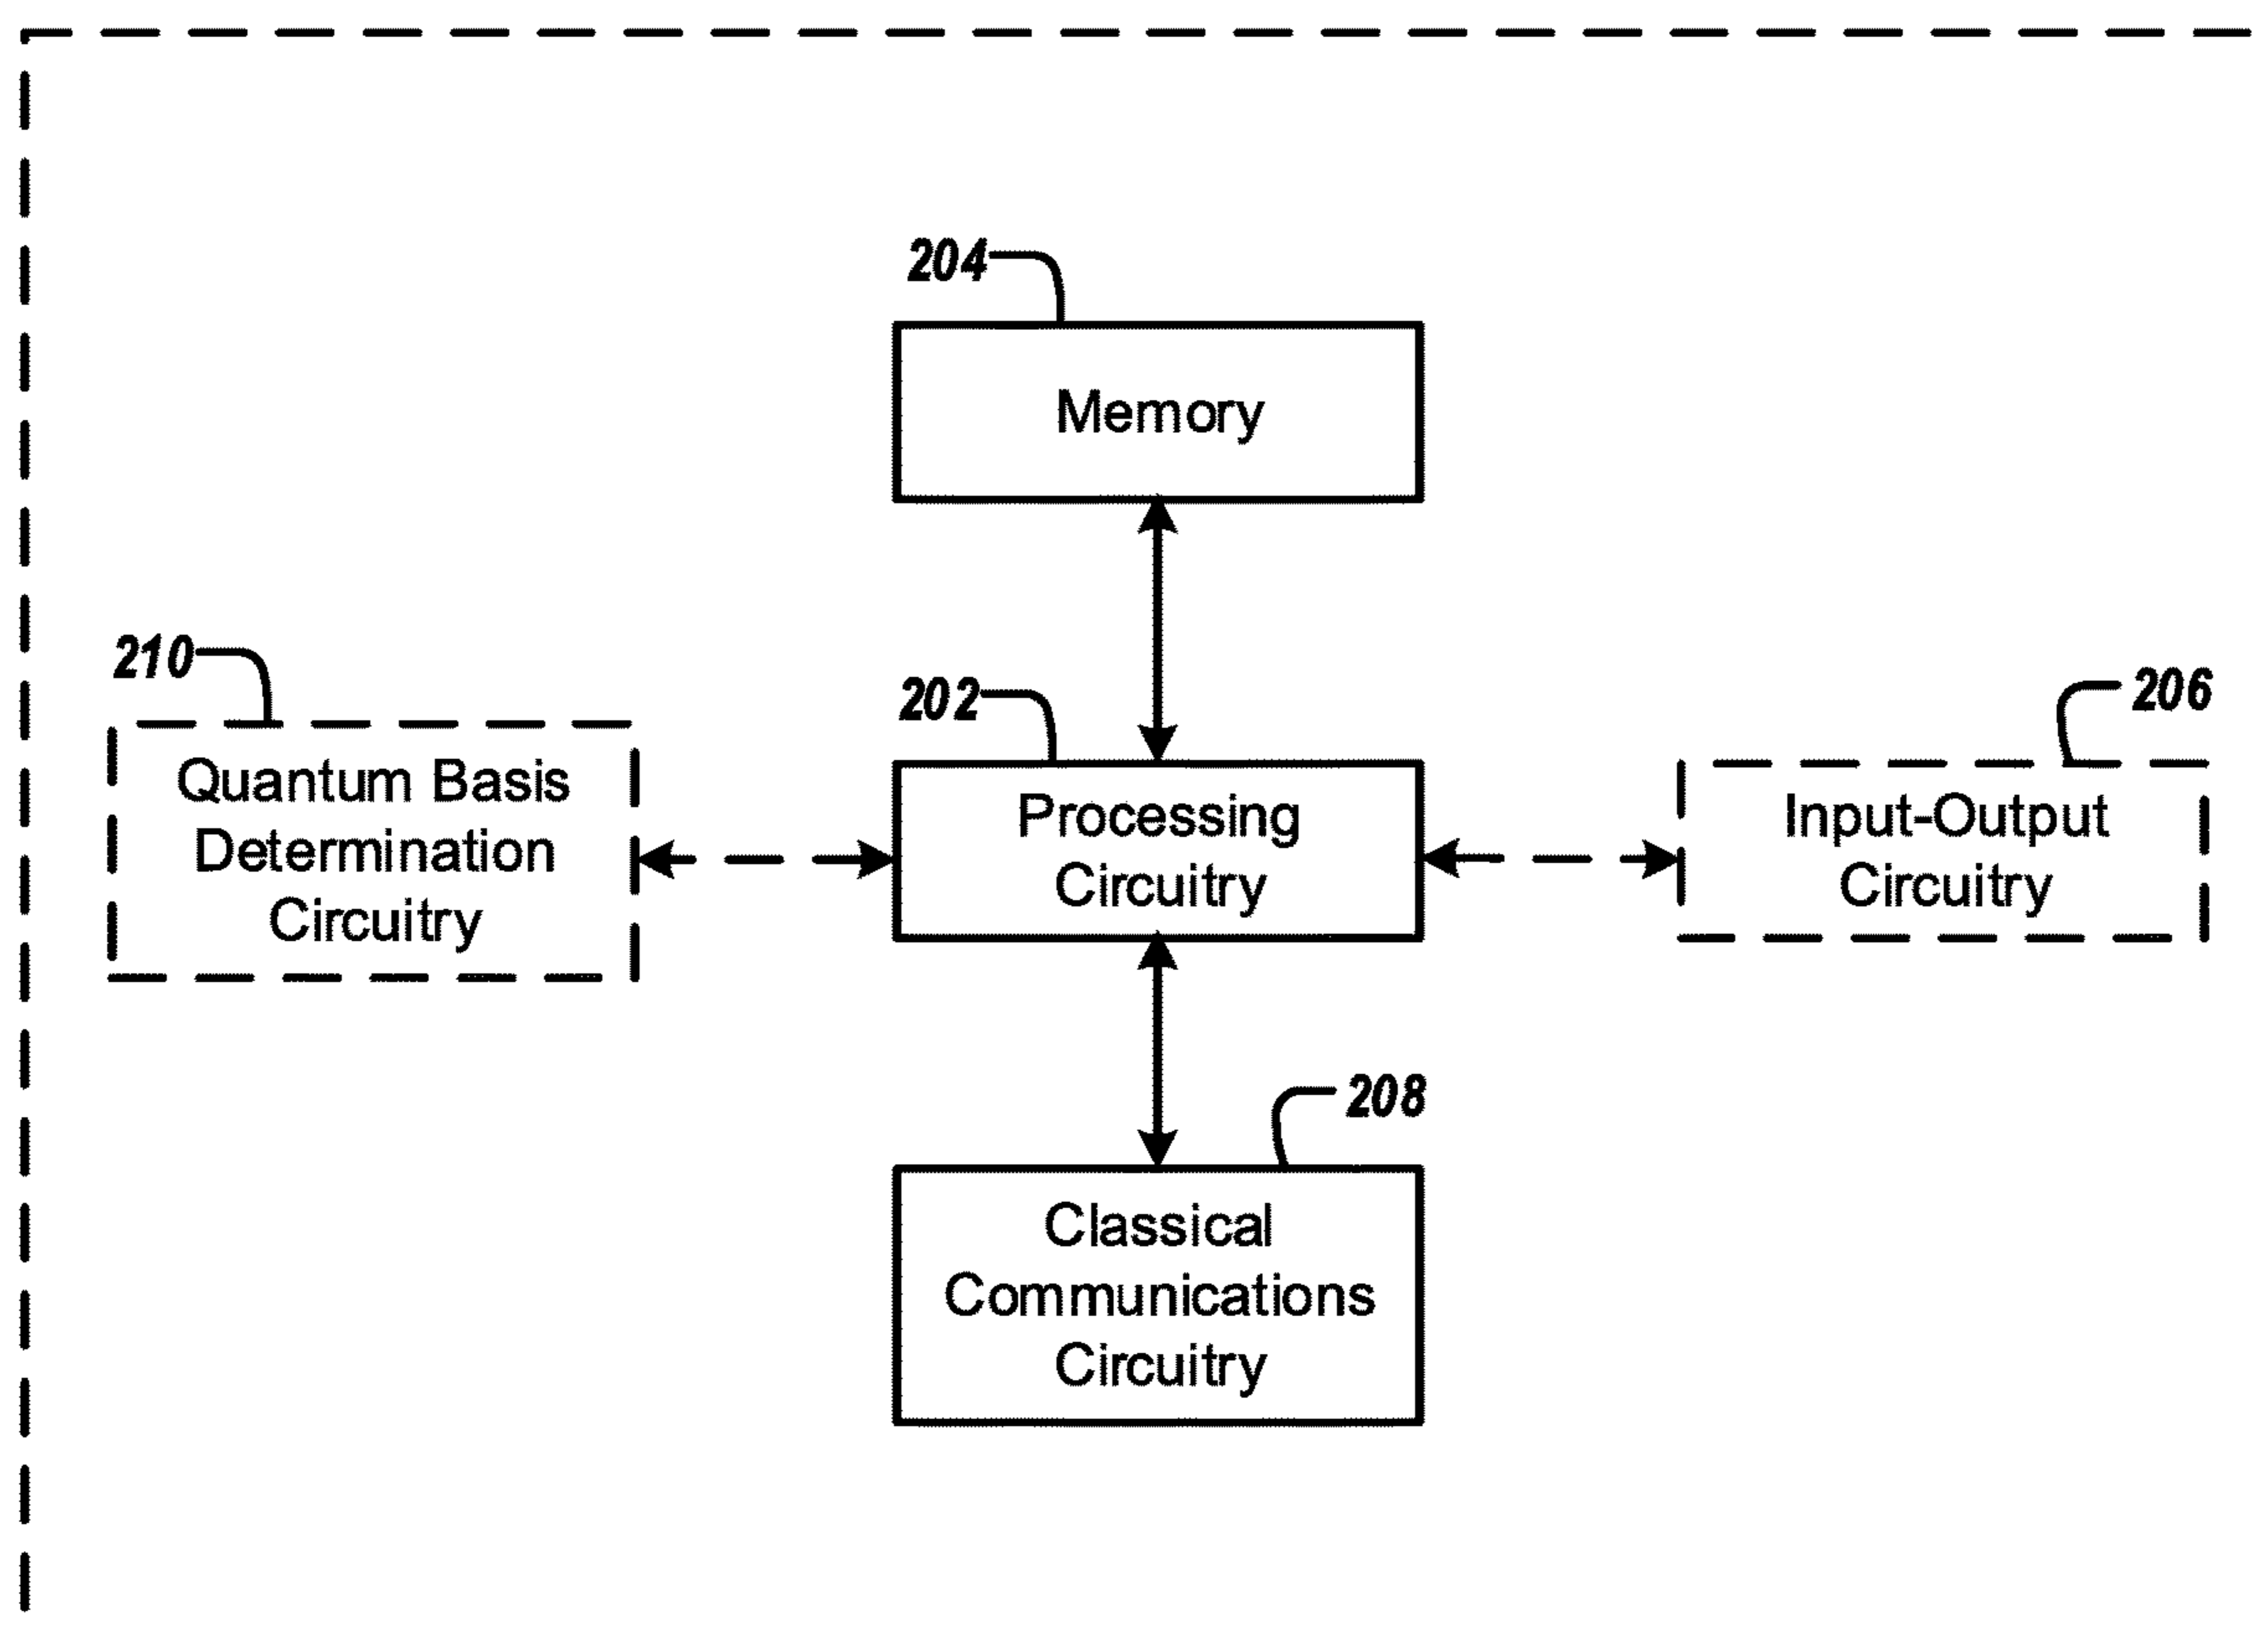 204
Memory
210
Quantum Basis
Determination
Circuitry
202
Processing
Circuitry
206
Input-Output
Circuitry
208
Classical
Communications
Circuitry